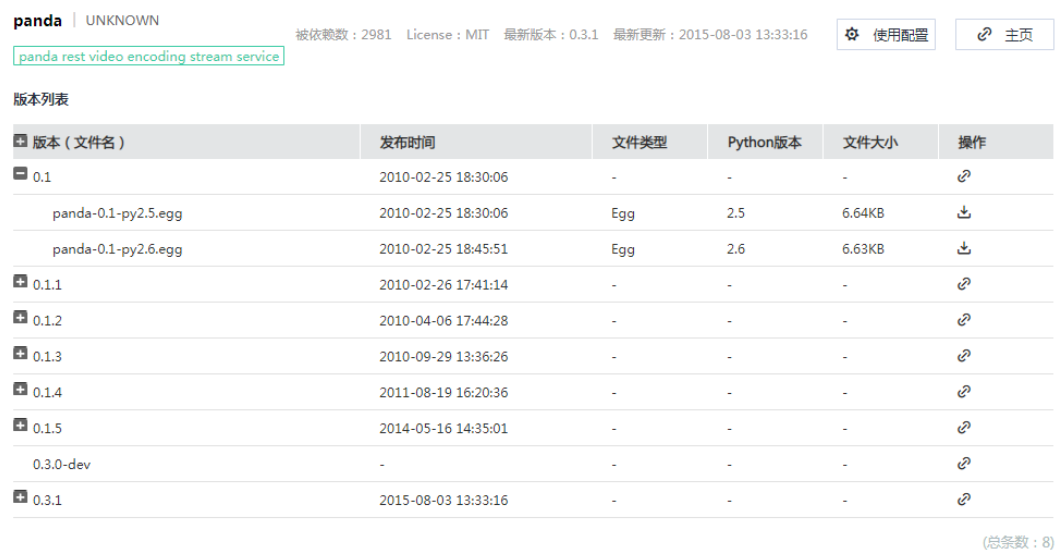 panda UNKNOWN
被依赖数：2981 License：MIT 最新版本：0.3.1 最新更新：2015-08-03 13:33:16 使用配置 主页
panda rest video encoding stream service
版本列表
版本（文件名） 发布时间 文件类型 Python版本 文件大小 操作
0.1 2010-02-25 18:30:06 - - -
panda-0.1-py2.5.egg 2010-02-25 18:30:06 Egg 2.5 6.64KB
panda-0.1-py2.6.egg 2010-02-25 18:45:51 Egg 2.6 6.63KB
0.1.1 2010-02-26 17:41:14 - - -
0.1.2 2010-04-06 17:44:28 - - -
0.1.3 2010-09-29 13:36:26 - - -
0.1.4 2011-08-19 16:20:36 - - -
0.1.5 2014-05-16 14:35:01 - - -
0.3.0-dev - - - -
0.3.1 2015-08-03 13:33:16 - - -
(总条数：8)